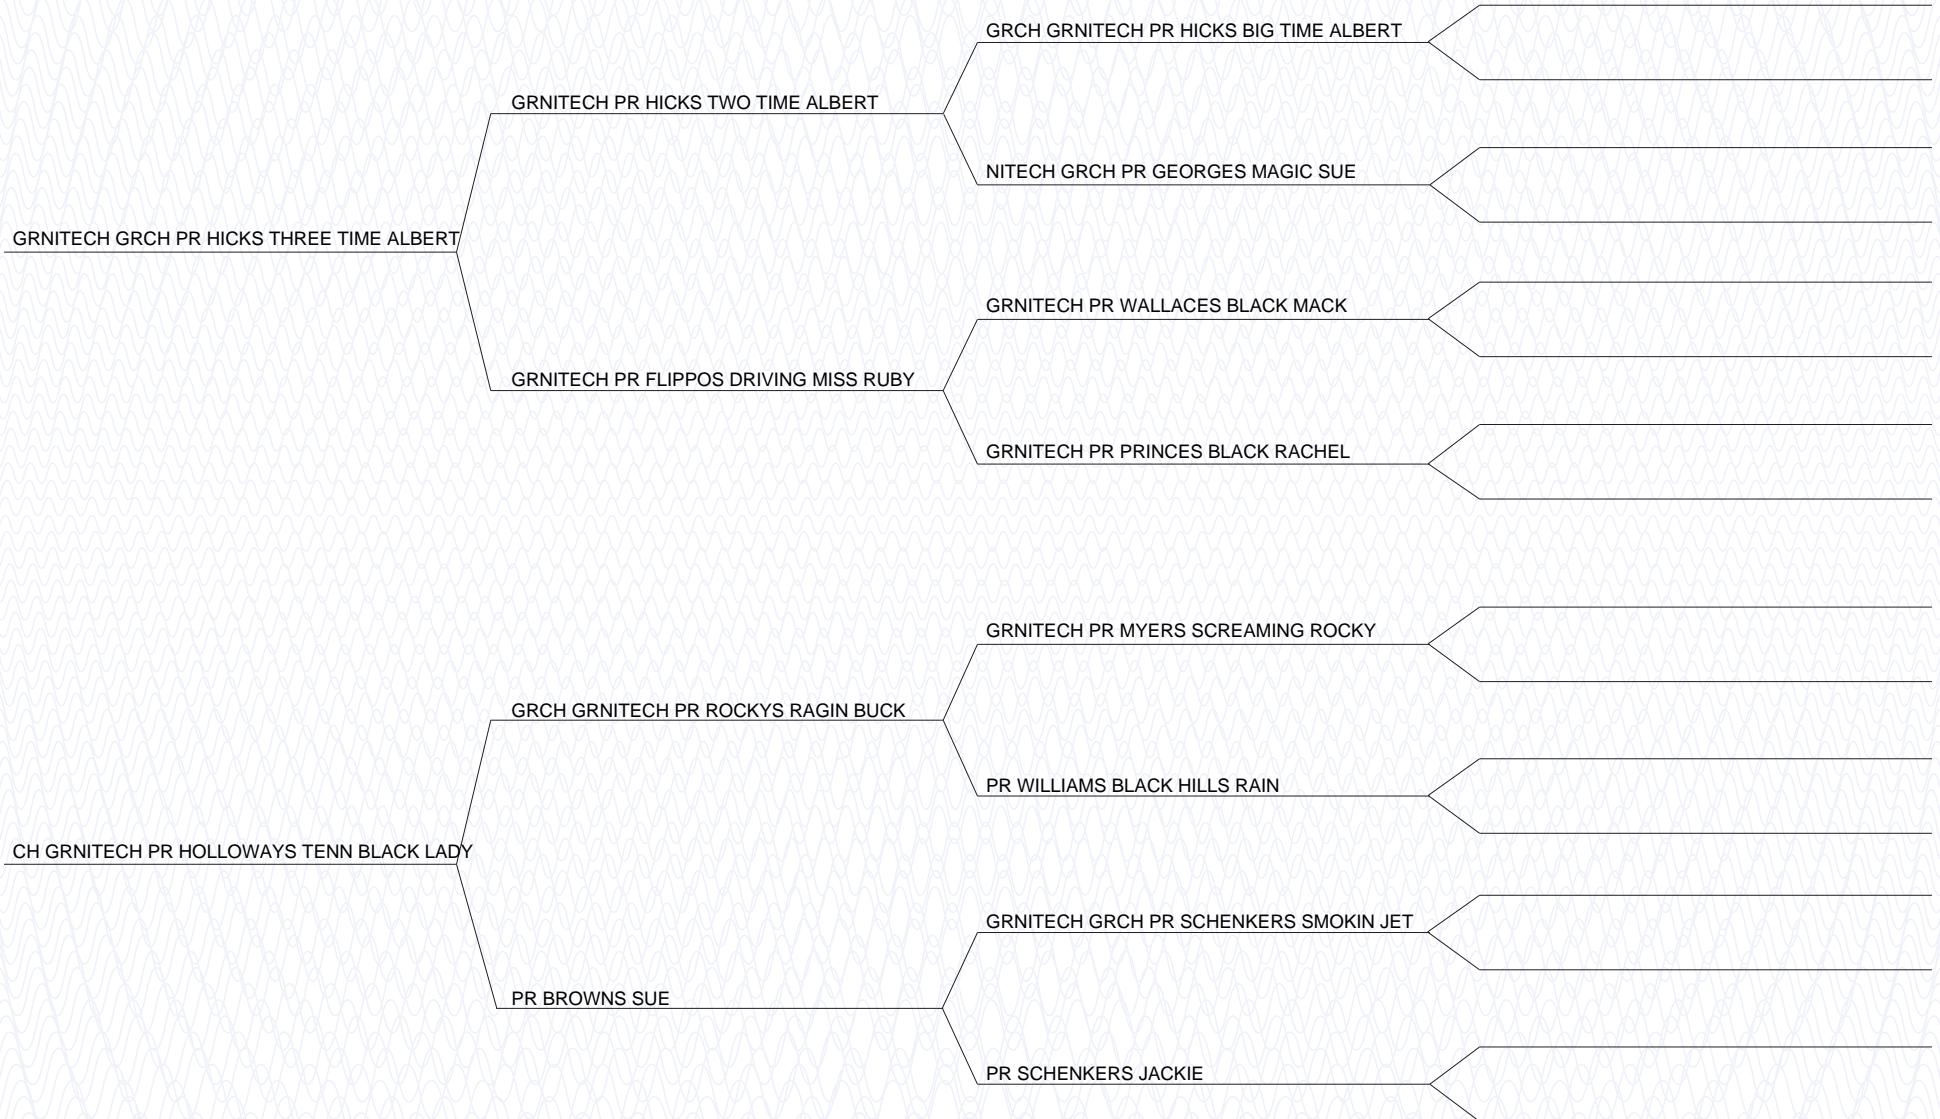 GRCH GRNITECH PR HICKS BIG TIME ALBERT
GRNITECH PR HICKS TWO TIME ALBERT
NITECH GRCH PR GEORGES MAGIC SUE
GRNITECH GRCH PR HICKS THREE TIME ALBERT
GRNITECH PR WALLACES BLACK MACK
GRNITECH PR FLIPPOS DRIVING MISS RUBY
GRNITECH PR PRINCES BLACK RACHEL
GRNITECH PR MYERS SCREAMING ROCKY
GRCH GRNITECH PR ROCKYS RAGIN BUCK
PR WILLIAMS BLACK HILLS RAIN
CH GRNITECH PR HOLLOWAYS TENN BLACK LADY
GRNITECH GRCH PR SCHENKERS SMOKIN JET
PR BROWNS SUE
PR SCHENKERS JACKIE